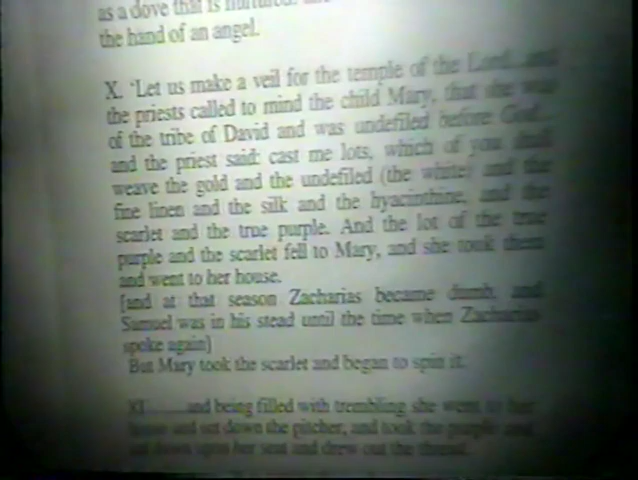 as a dove that is nurtured. and
the hand of an angel.
X. 'Let us make a veil for the temple of the Lord...and
the priests called to mind the child Mary, that she was
of the tribe of David and was undefiled before God...
and the priest said: cast me lots, which of you shall
weave the gold and the undefiled (the white) and the
fine linen and the silk and the hyacinthine, and the
scarlet and the true purple. And the lot of the true
purple and the scarlet fell to Mary, and she took them
and went to her house.
[and at that season Zacharias became dumb, and
Samuel was in his stead until the time when Zacharias
spoke again]
But Mary took the scarlet and began to spin it.
XI.......and being filled with trembling she went to her
house and set down the pitcher, and took the purple and
sat down upon her seat and drew out the thread.